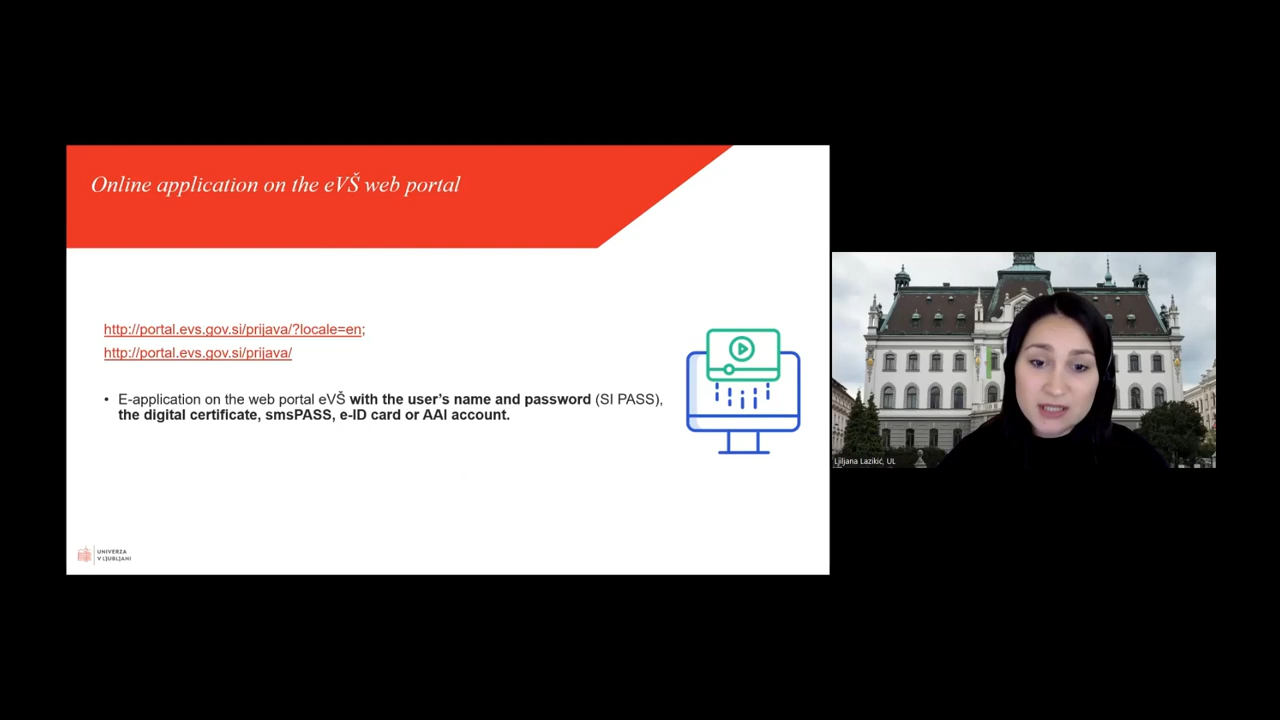 Online application on the eVŠ web portal
http://portal.evs.gov.si/prijava/?locale=en;
http://portal.evs.gov.si/prijava/
• E-application on the web portal eVŠ with the user's name and password (SI PASS),
the digital certificate, smsPASS, e-ID card or AAI account.
UNIVERZA
V LJUBLJANI
Ljiljana Lazikić, UL